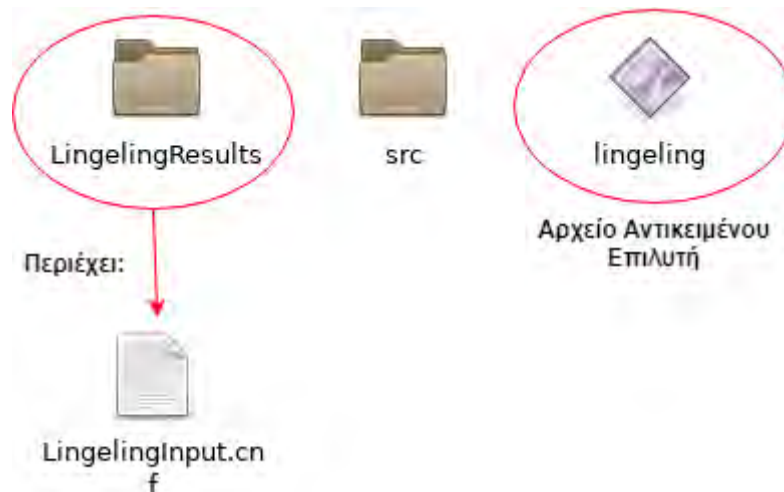 LingelingResults
src
lingeling
Αρχείο Αντικειμένου
Επιλυτή
Περιέχει:
LingelingInput.cn
f